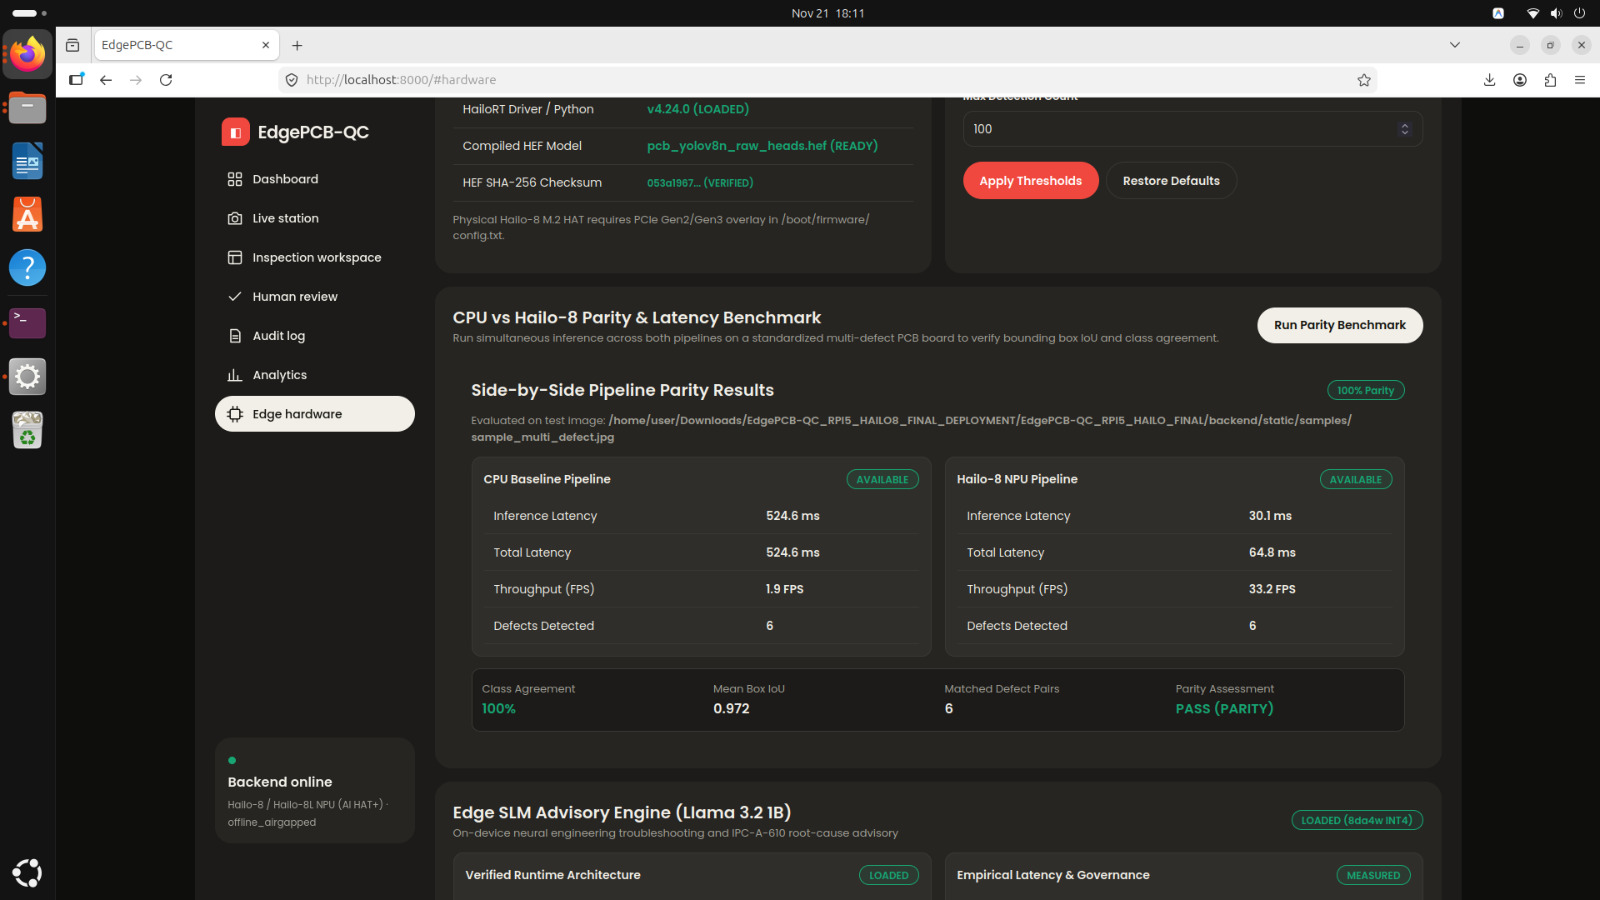 Nov 21 18:11
EdgePCB-QC
http://localhost:8000/#hardware
EdgePCB-QC
Dashboard
Live station
Inspection workspace
Human review
Audit log
Analytics
Edge hardware
Backend online
Hailo-8 / Hailo-8L NPU (AI HAT+) ·
offline_airgapped
HailoRT Driver / Python v4.24.0 (LOADED)
Compiled HEF Model pcb_yolov8n_raw_heads.hef (READY)
HEF SHA-256 Checksum 053a1967... (VERIFIED)
Physical Hailo-8 M.2 HAT requires PCIe Gen2/Gen3 overlay in /boot/firmware/
config.txt.
Max Detection Count
100
Apply Thresholds Restore Defaults
CPU vs Hailo-8 Parity & Latency Benchmark
Run simultaneous inference across both pipelines on a standardized multi-defect PCB board to verify bounding box IoU and class agreement.
Run Parity Benchmark
Side-by-Side Pipeline Parity Results
100% Parity
Evaluated on test image: /home/user/Downloads/EdgePCB-QC_RPI5_HAILO8_FINAL_DEPLOYMENT/EdgePCB-QC_RPI5_HAILO_FINAL/backend/static/samples/
sample_multi_defect.jpg
CPU Baseline Pipeline AVAILABLE
Inference Latency 524.6 ms
Total Latency 524.6 ms
Throughput (FPS) 1.9 FPS
Defects Detected 6
Hailo-8 NPU Pipeline AVAILABLE
Inference Latency 30.1 ms
Total Latency 64.8 ms
Throughput (FPS) 33.2 FPS
Defects Detected 6
Class Agreement
100%
Mean Box IoU
0.972
Matched Defect Pairs
6
Parity Assessment
PASS (PARITY)
Edge SLM Advisory Engine (Llama 3.2 1B)
On-device neural engineering troubleshooting and IPC-A-610 root-cause advisory
LOADED (8da4w INT4)
Verified Runtime Architecture LOADED
Empirical Latency & Governance MEASURED